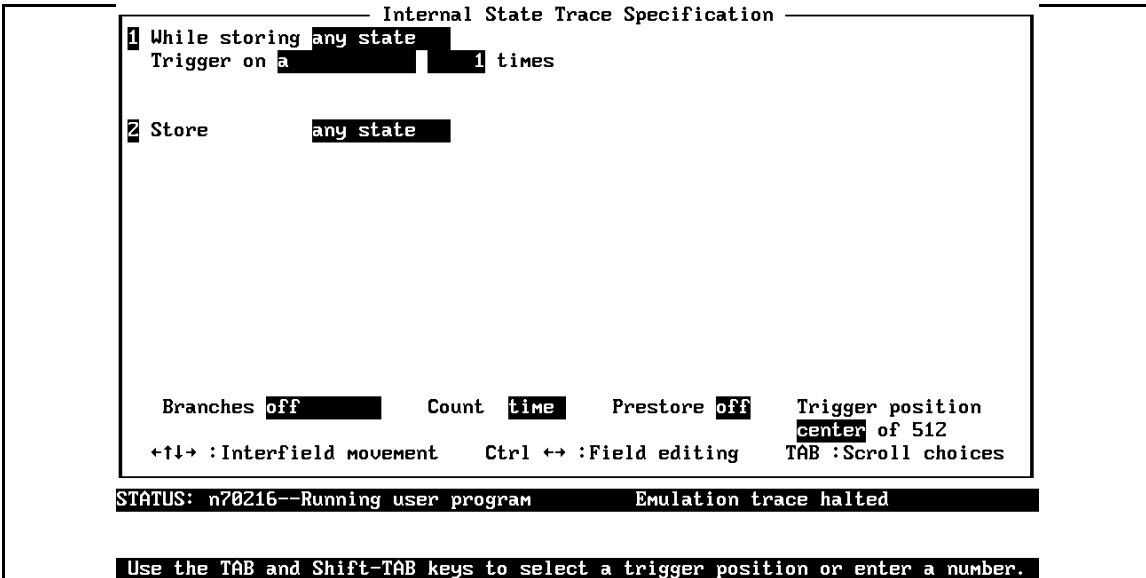 Internal State Trace Specification
1 While storing any state
Trigger on a 1 times
2 Store any state
Branches off Count time Prestore off Trigger position
center of 512
←↑↓→ :Interfield movement Ctrl ↔ :Field editing TAB :Scroll choices
STATUS: n70216--Running user program Emulation trace halted
Use the TAB and Shift-TAB keys to select a trigger position or enter a number.